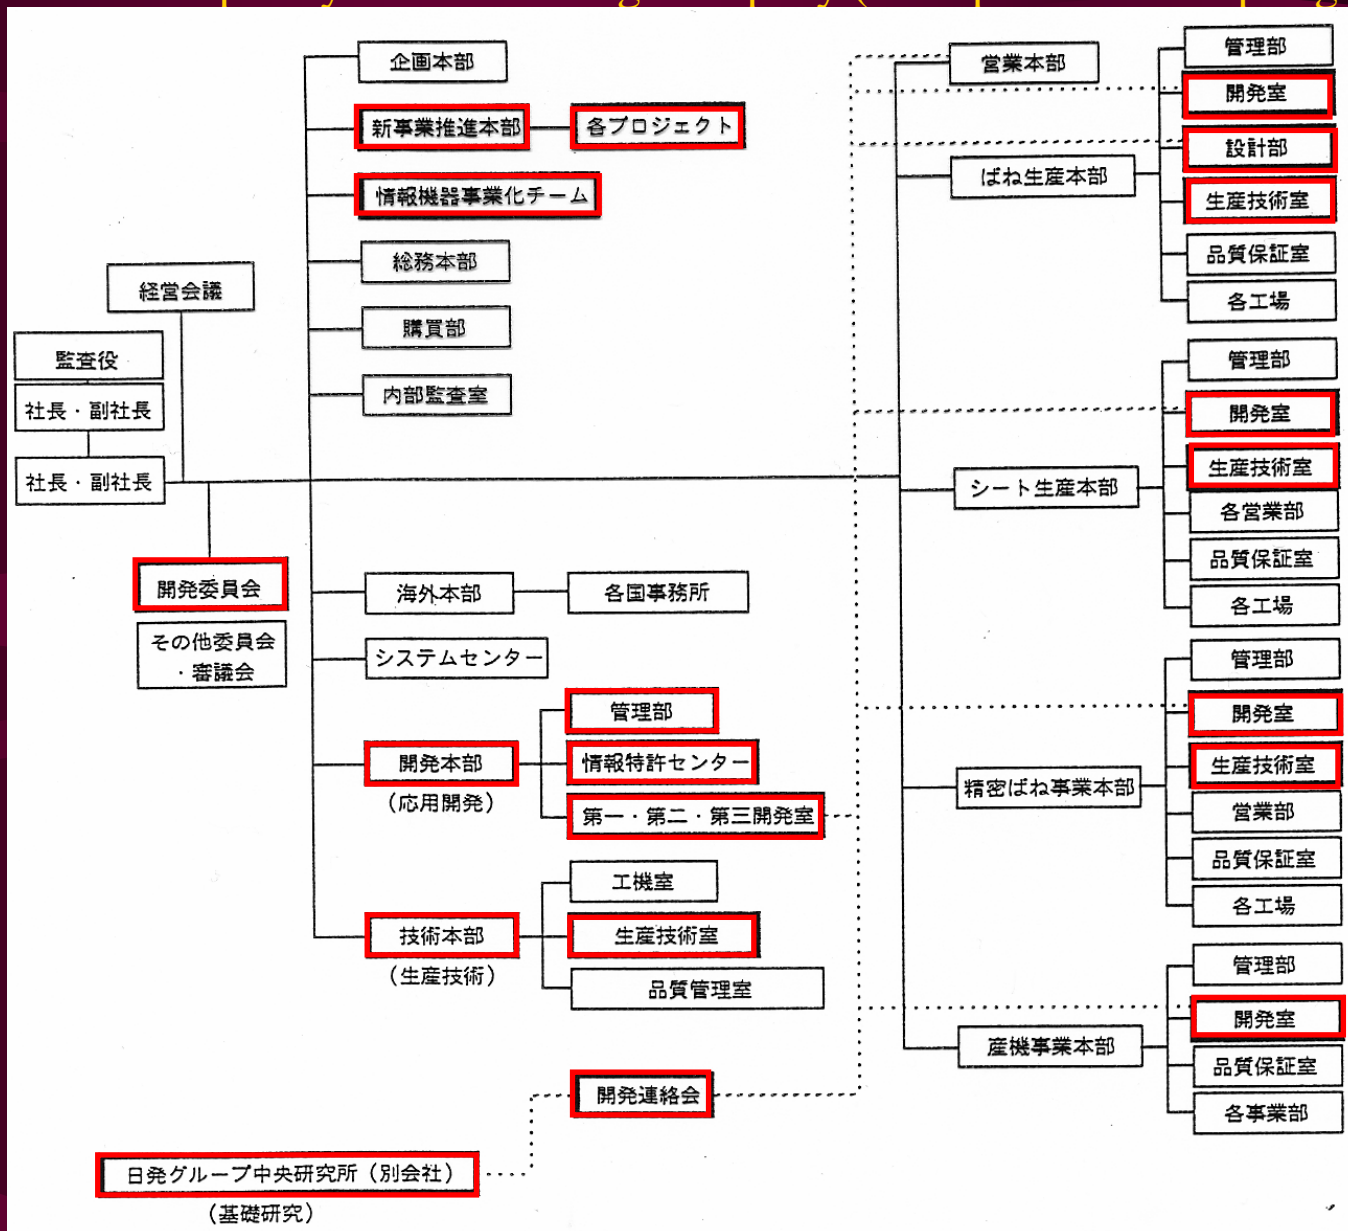 企画本部
新事業推進本部
各プロジェクト
情報機器事業化チーム
総務本部
購買部
内部監査室
経営会議
監査役
社長・副社長
社長・副社長
開発委員会
その他委員会
・審議会
海外本部
各国事務所
システムセンター
開発本部
(応用開発)
管理部
情報特許センター
第一・第二・第三開発室
技術本部
(生産技術)
工機室
生産技術室
品質管理室
開発連絡会
日発グループ中央研究所(別会社)
(基礎研究)
営業本部
ばね生産本部
管理部
開発室
設計部
生産技術室
品質保証室
各工場
シート生産本部
管理部
開発室
生産技術室
各営業部
品質保証室
各工場
精密ばね事業本部
管理部
開発室
生産技術室
営業部
品質保証室
各工場
産機事業本部
管理部
開発室
品質保証室
各事業部